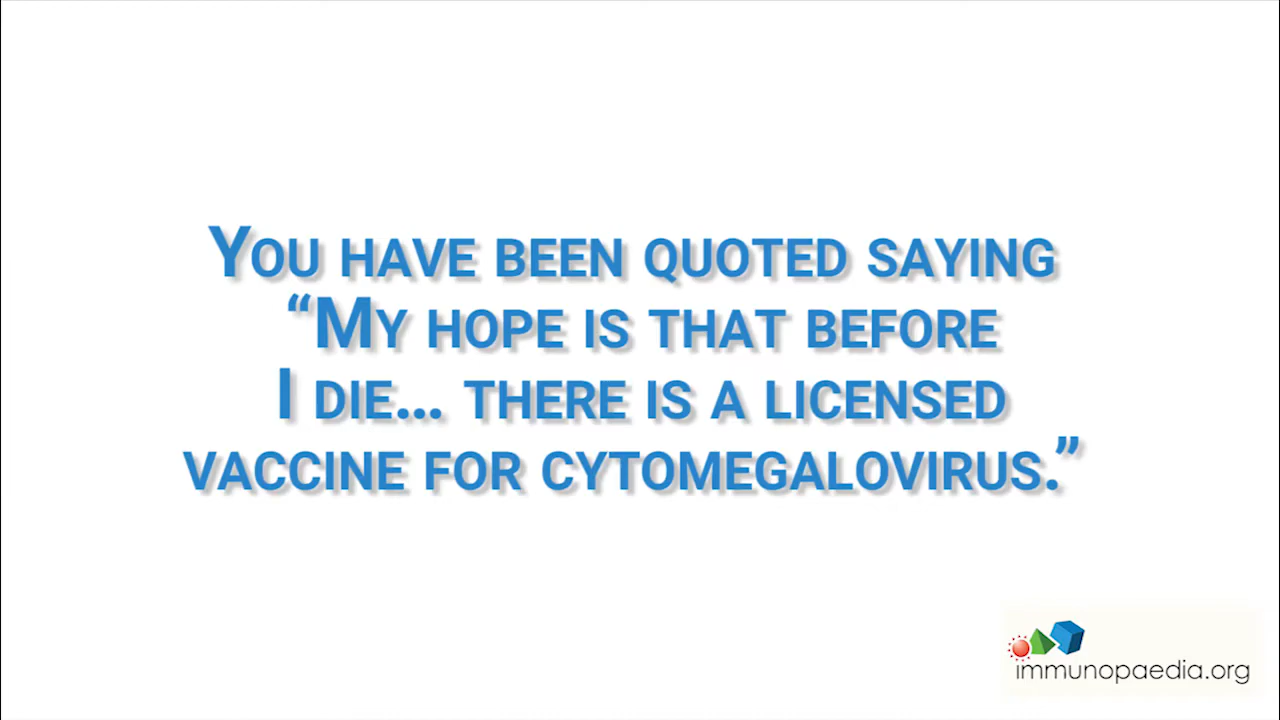 You have been quoted saying
“My hope is that before
I die... there is a licensed
vaccine for cytomegalovirus.”
immunopaedia.org